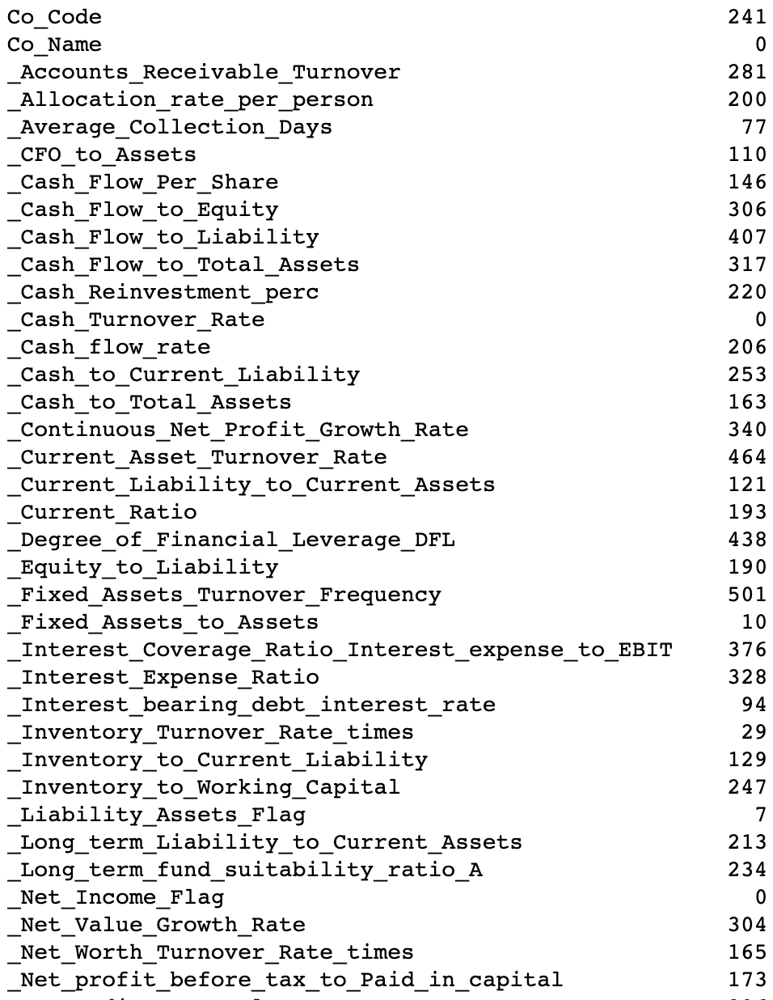 Co_Code 241
Co_Name 0
_Accounts_Receivable_Turnover 281
_Allocation_rate_per_person 200
_Average_Collection_Days 77
_CFO_to_Assets 110
_Cash_Flow_Per_Share 146
_Cash_Flow_to_Equity 306
_Cash_Flow_to_Liability 407
_Cash_Flow_to_Total_Assets 317
_Cash_Reinvestment_perc 220
_Cash_Turnover_Rate 0
_Cash_flow_rate 206
_Cash_to_Current_Liability 253
_Cash_to_Total_Assets 163
_Continuous_Net_Profit_Growth_Rate 340
_Current_Asset_Turnover_Rate 464
_Current_Liability_to_Current_Assets 121
_Current_Ratio 193
_Degree_of_Financial_Leverage_DFL 438
_Equity_to_Liability 190
_Fixed_Assets_Turnover_Frequency 501
_Fixed_Assets_to_Assets 10
_Interest_Coverage_Ratio_Interest_expense_to_EBIT 376
_Interest_Expense_Ratio 328
_Interest_bearing_debt_interest_rate 94
_Inventory_Turnover_Rate_times 29
_Inventory_to_Current_Liability 129
_Inventory_to_Working_Capital 247
_Liability_Assets_Flag 7
_Long_term_Liability_to_Current_Assets 213
_Long_term_fund_suitability_ratio_A 234
_Net_Income_Flag 0
_Net_Value_Growth_Rate 304
_Net_Worth_Turnover_Rate_times 165
_Net_profit_before_tax_to_Paid_in_capital 173